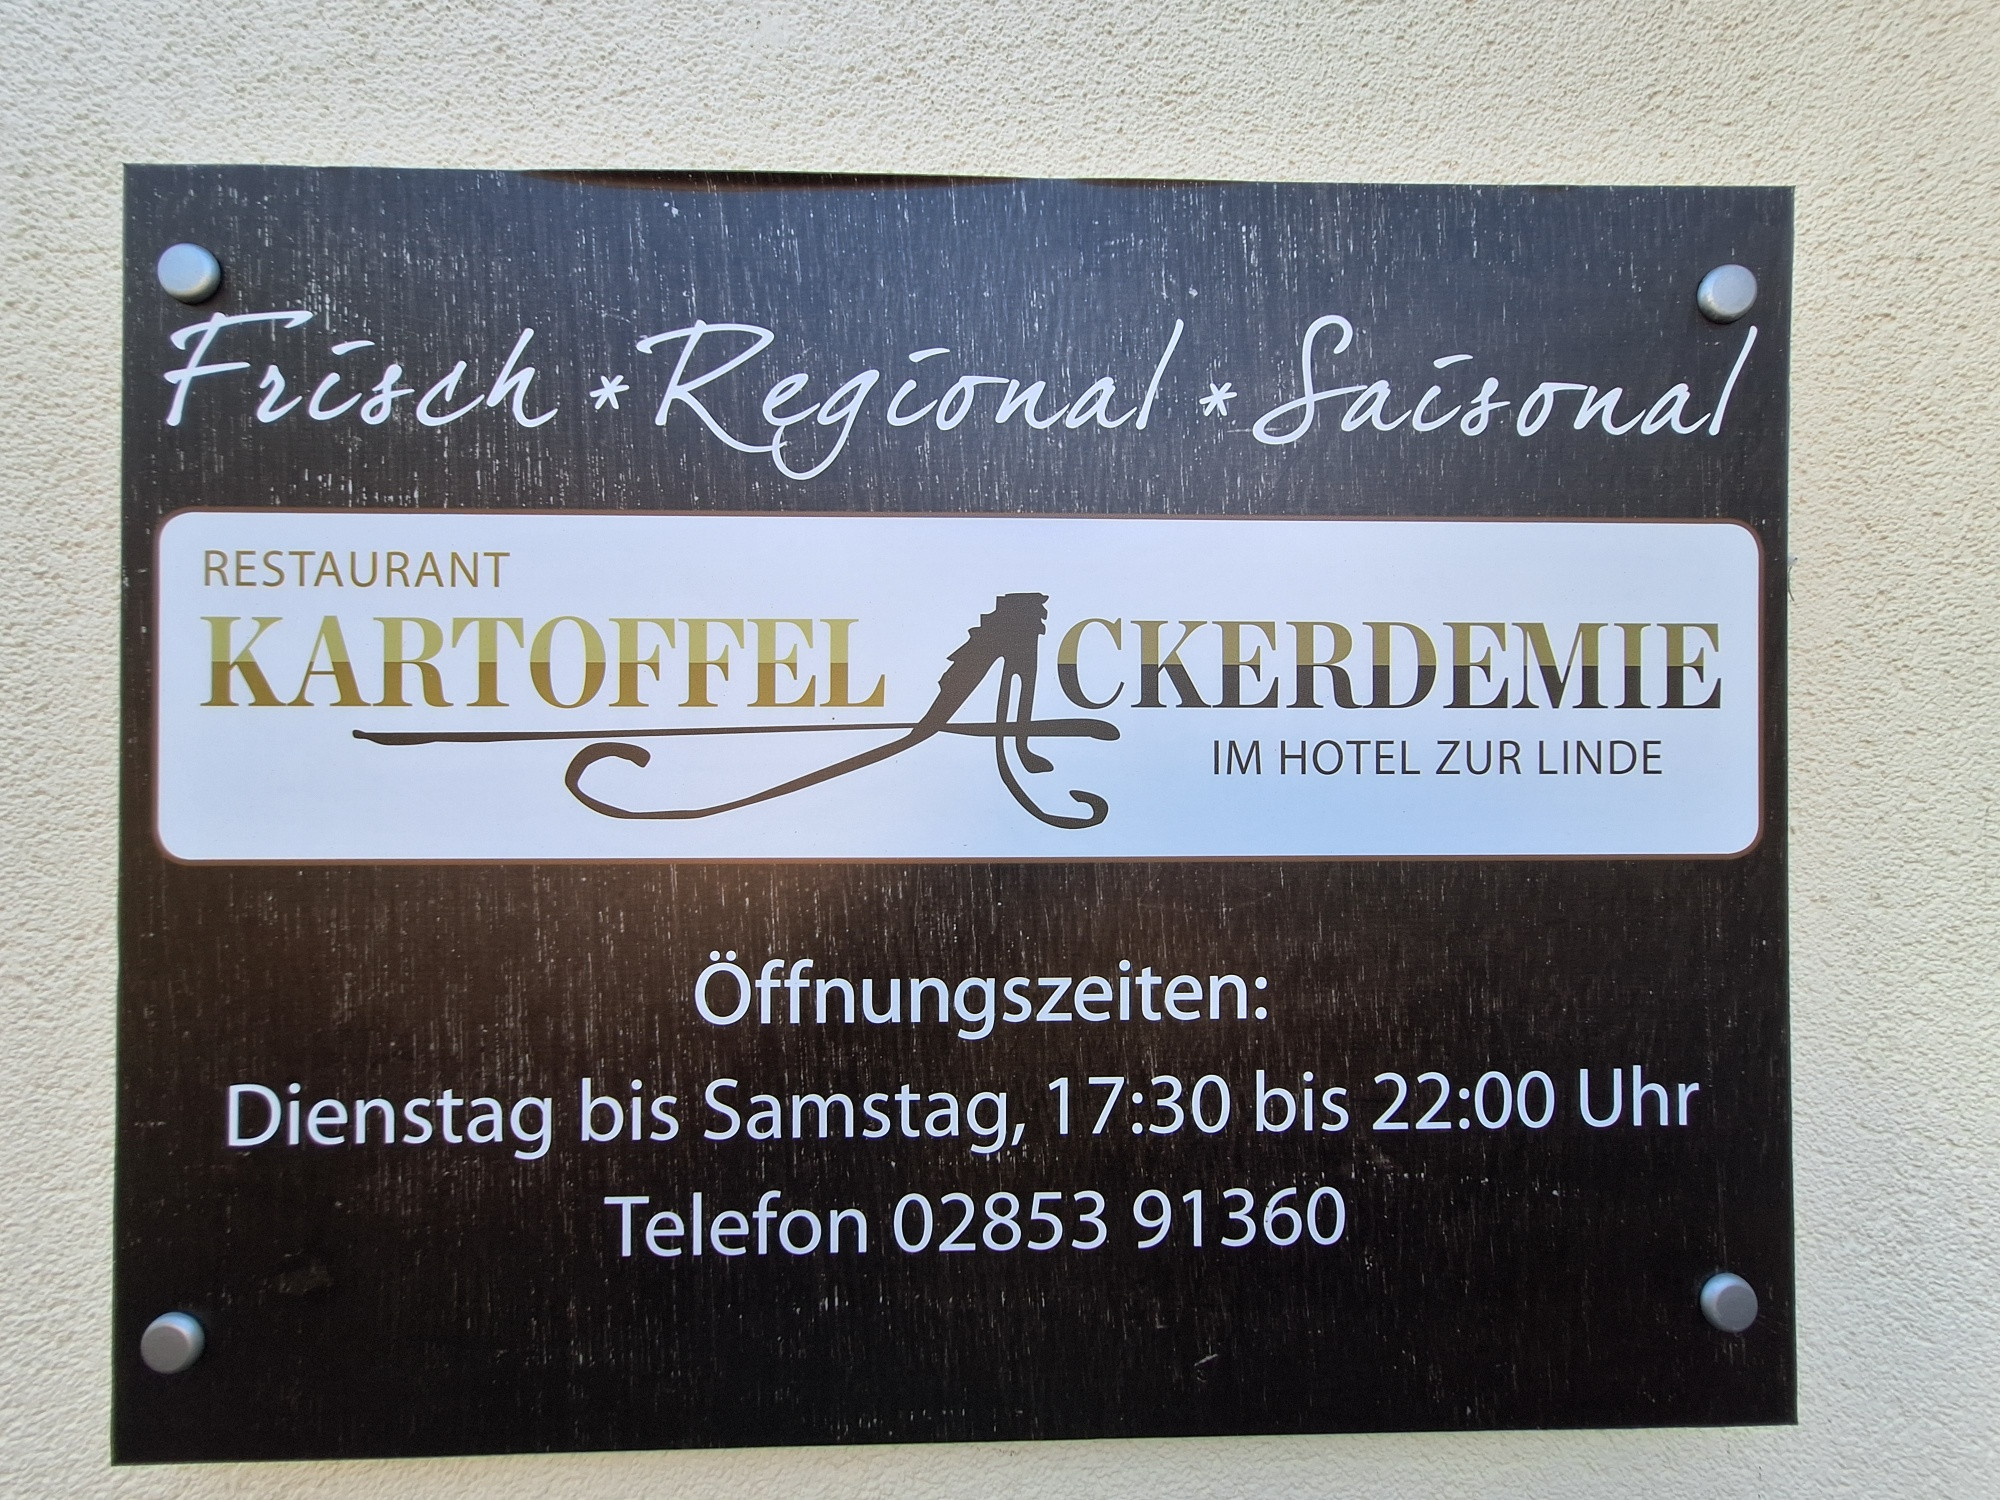 Frisch * Regional * Saisonal
RESTAURANT
KARTOFFEL ACKERDEMIE
IM HOTEL ZUR LINDE
Öffnungszeiten:
Dienstag bis Samstag, 17:30 bis 22:00 Uhr
Telefon 02853 91360